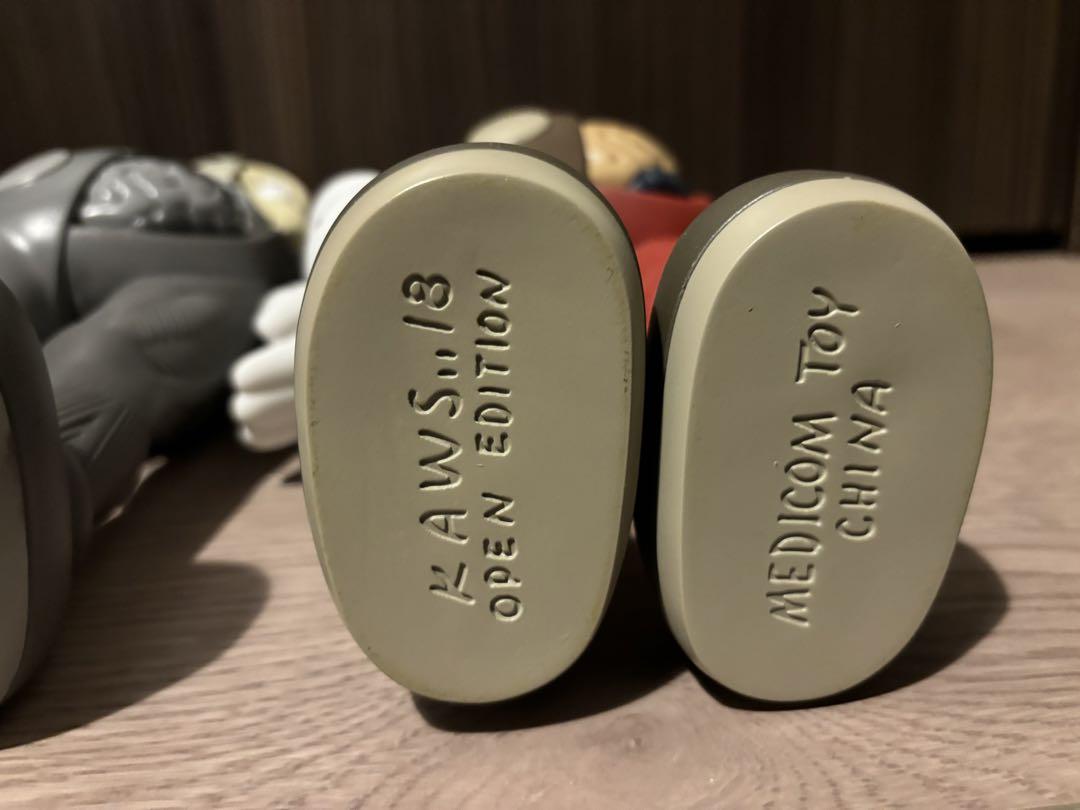 KAWS..18
OPEN EDITION
MEDICOM TOY
CHINA